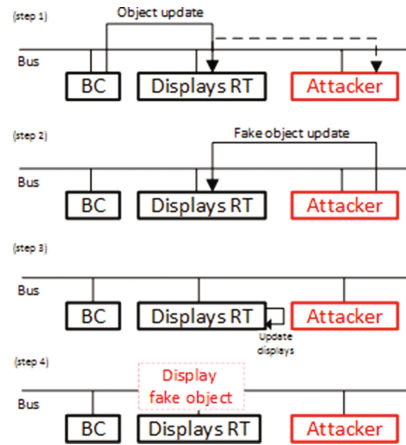 (step 1)
Object update
Bus
BC
Displays RT
Attacker
(step 2)
Fake object update
Bus
BC
Displays RT
Attacker
(step 3)
Bus
BC
Displays RT
Attacker
Update
displays
(step 4)
Display
fake object
Bus
BC
Displays RT
Attacker